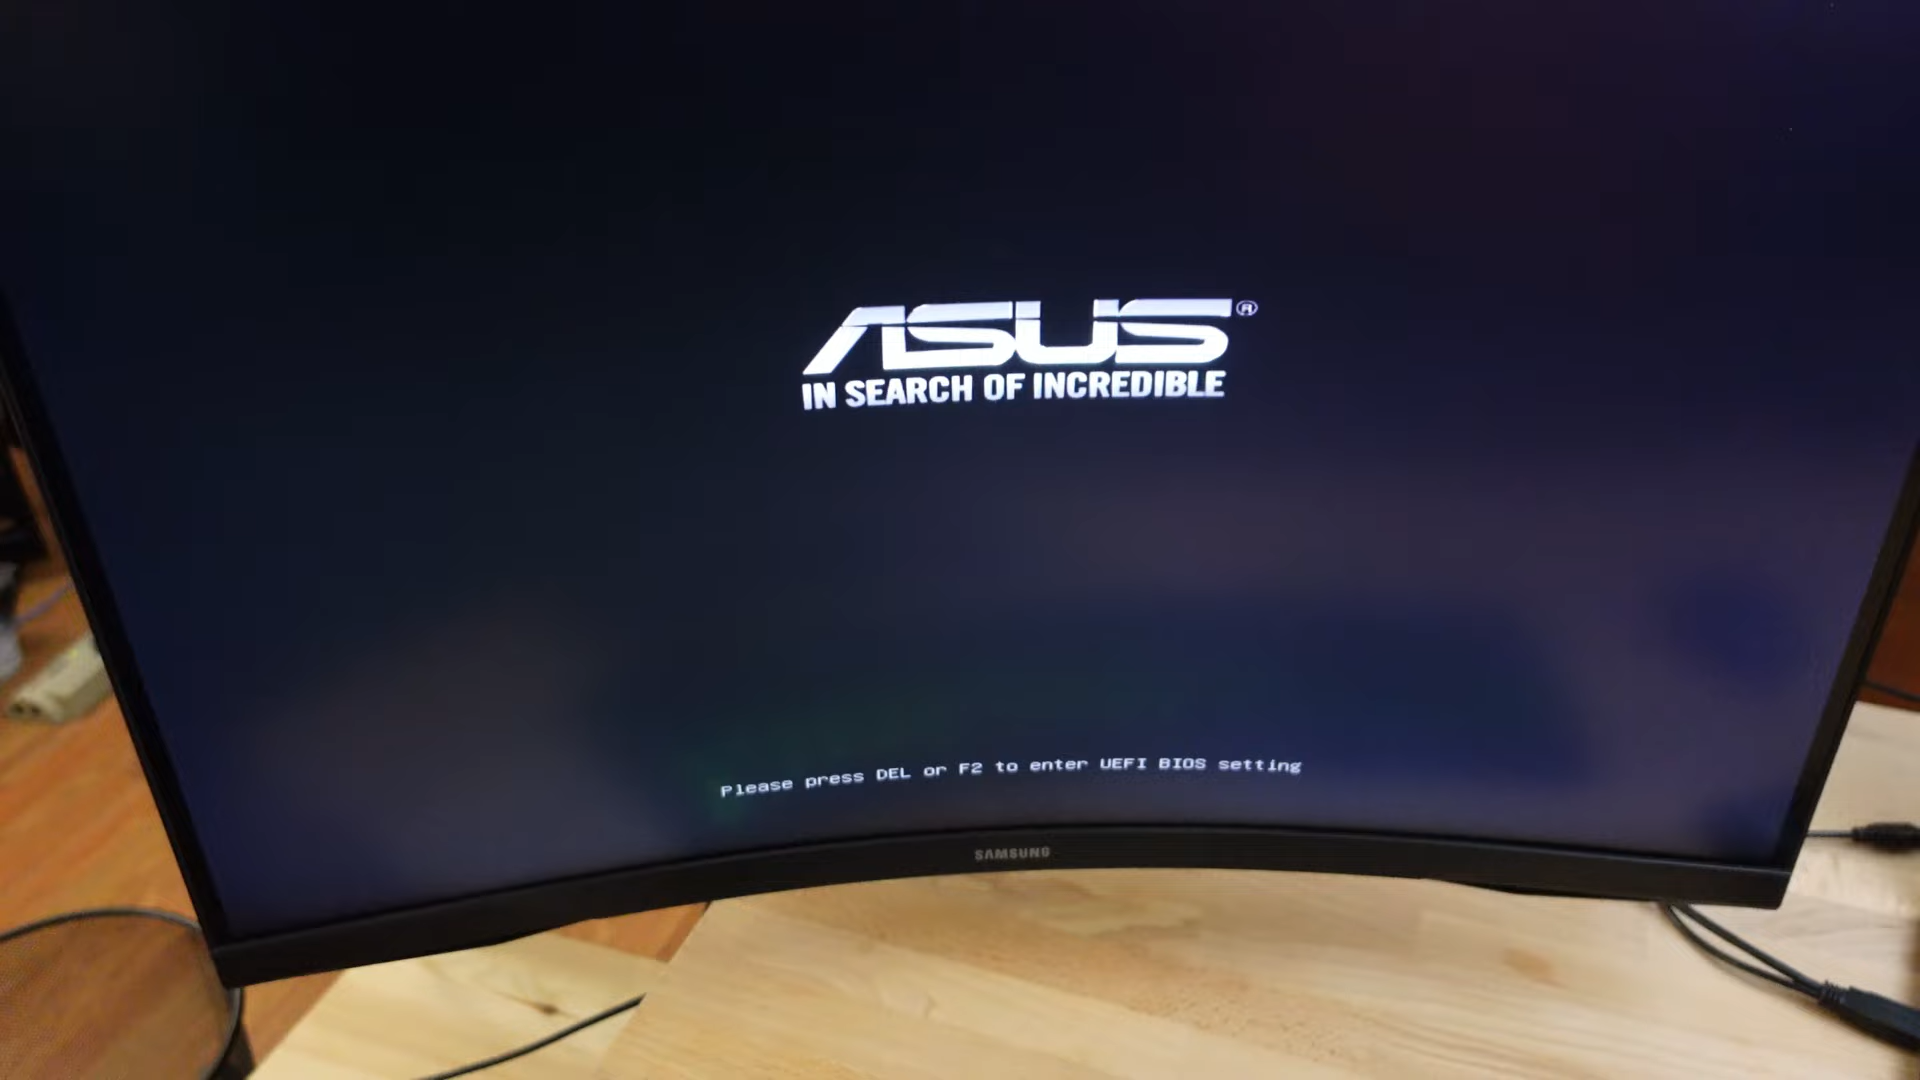 ASUS®
IN SEARCH OF INCREDIBLE
Please press DEL or F2 to enter UEFI BIOS setting
SAMSUNG